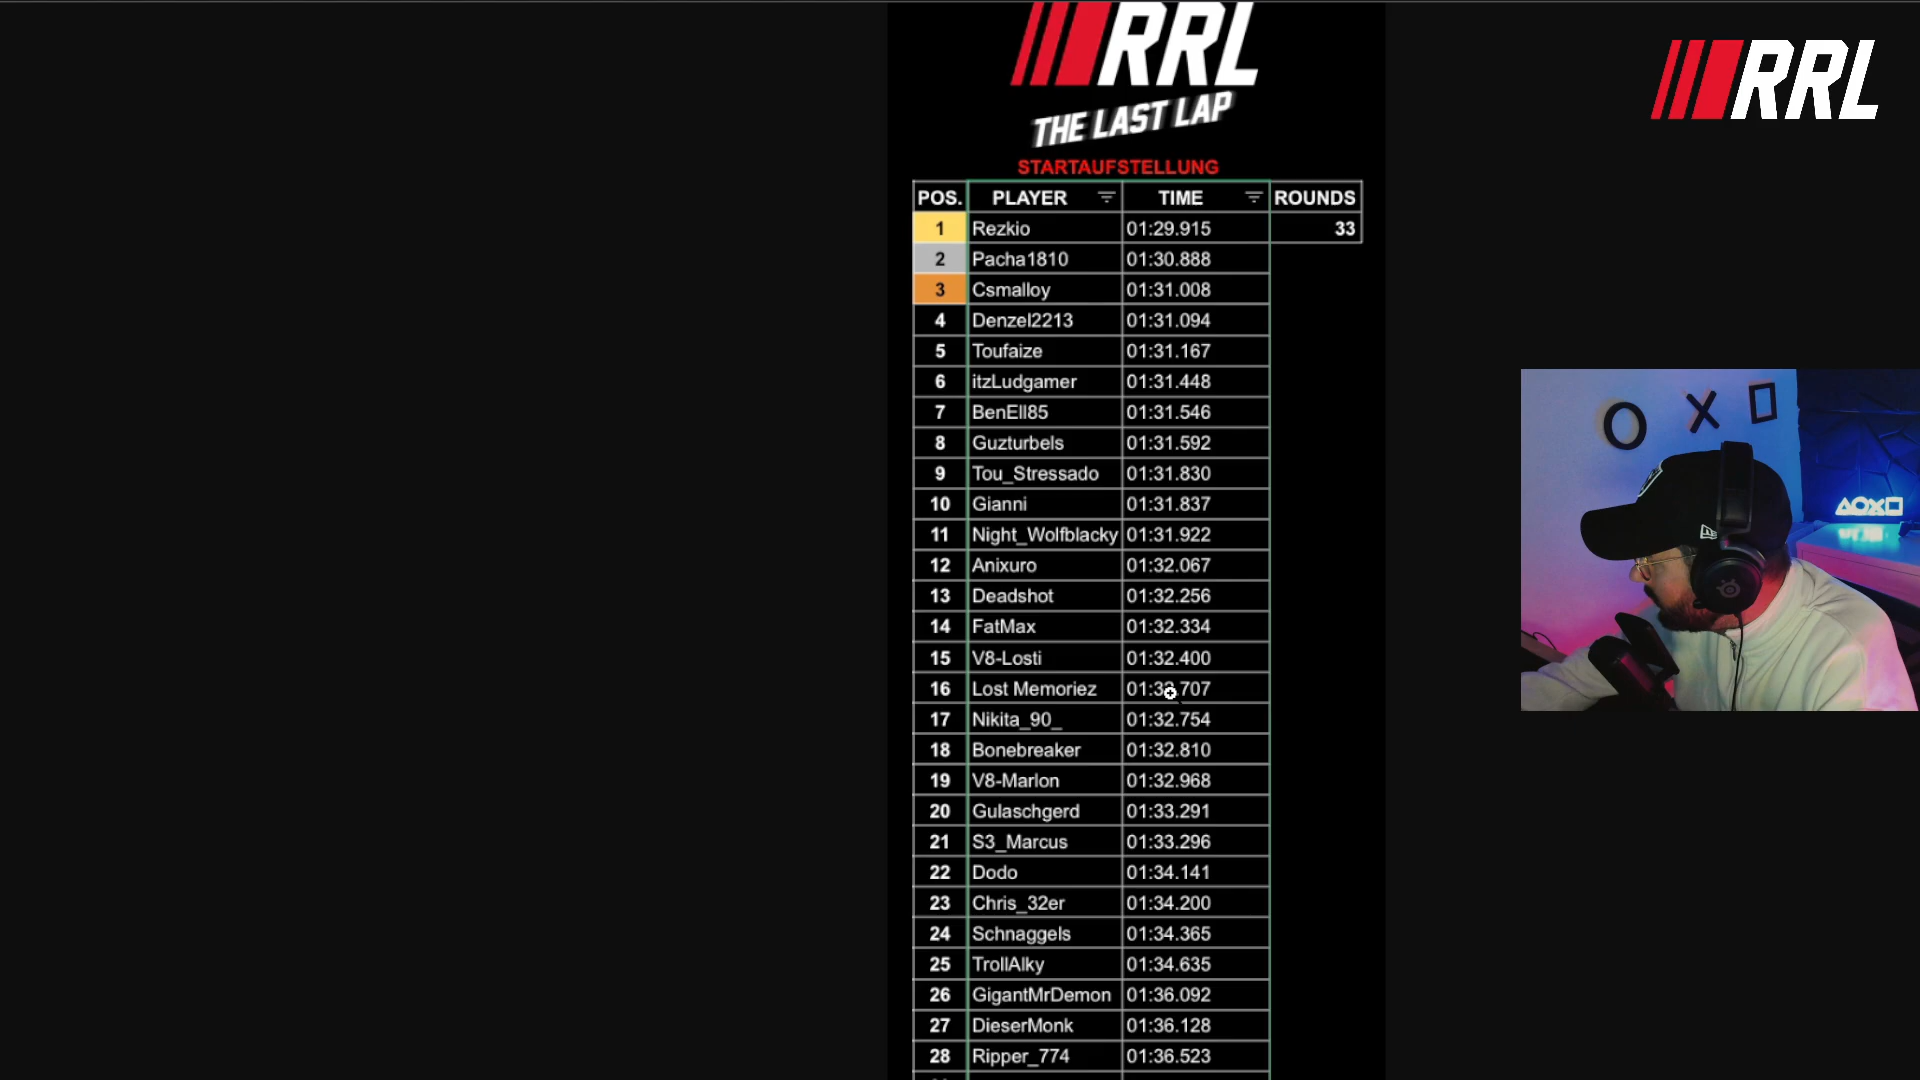 RRL
THE LAST LAP
RRL
STARTAUFSTELLUNG
POS. PLAYER TIME ROUNDS
1 Rezkio 01:29.915 33
2 Pacha1810 01:30.888
3 Csmalloy 01:31.008
4 Denzel2213 01:31.094
5 Toufaize 01:31.167
6 itzLudgamer 01:31.448
7 BenEll85 01:31.546
8 Guzturbels 01:31.592
9 Tou_Stressado 01:31.830
10 Gianni 01:31.837
11 Night_Wolfblacky 01:31.922
12 Anixuro 01:32.067
13 Deadshot 01:32.256
14 FatMax 01:32.334
15 V8-Losti 01:32.400
16 Lost Memoriez 01:32.707
17 Nikita_90_ 01:32.754
18 Bonebreaker 01:32.810
19 V8-Marlon 01:32.968
20 Gulaschgerd 01:33.291
21 S3_Marcus 01:33.296
22 Dodo 01:34.141
23 Chris_32er 01:34.200
24 Schnaggels 01:34.365
25 TrollAlky 01:34.635
26 GigantMrDemon 01:36.092
27 DieserMonk 01:36.128
28 Ripper_774 01:36.523